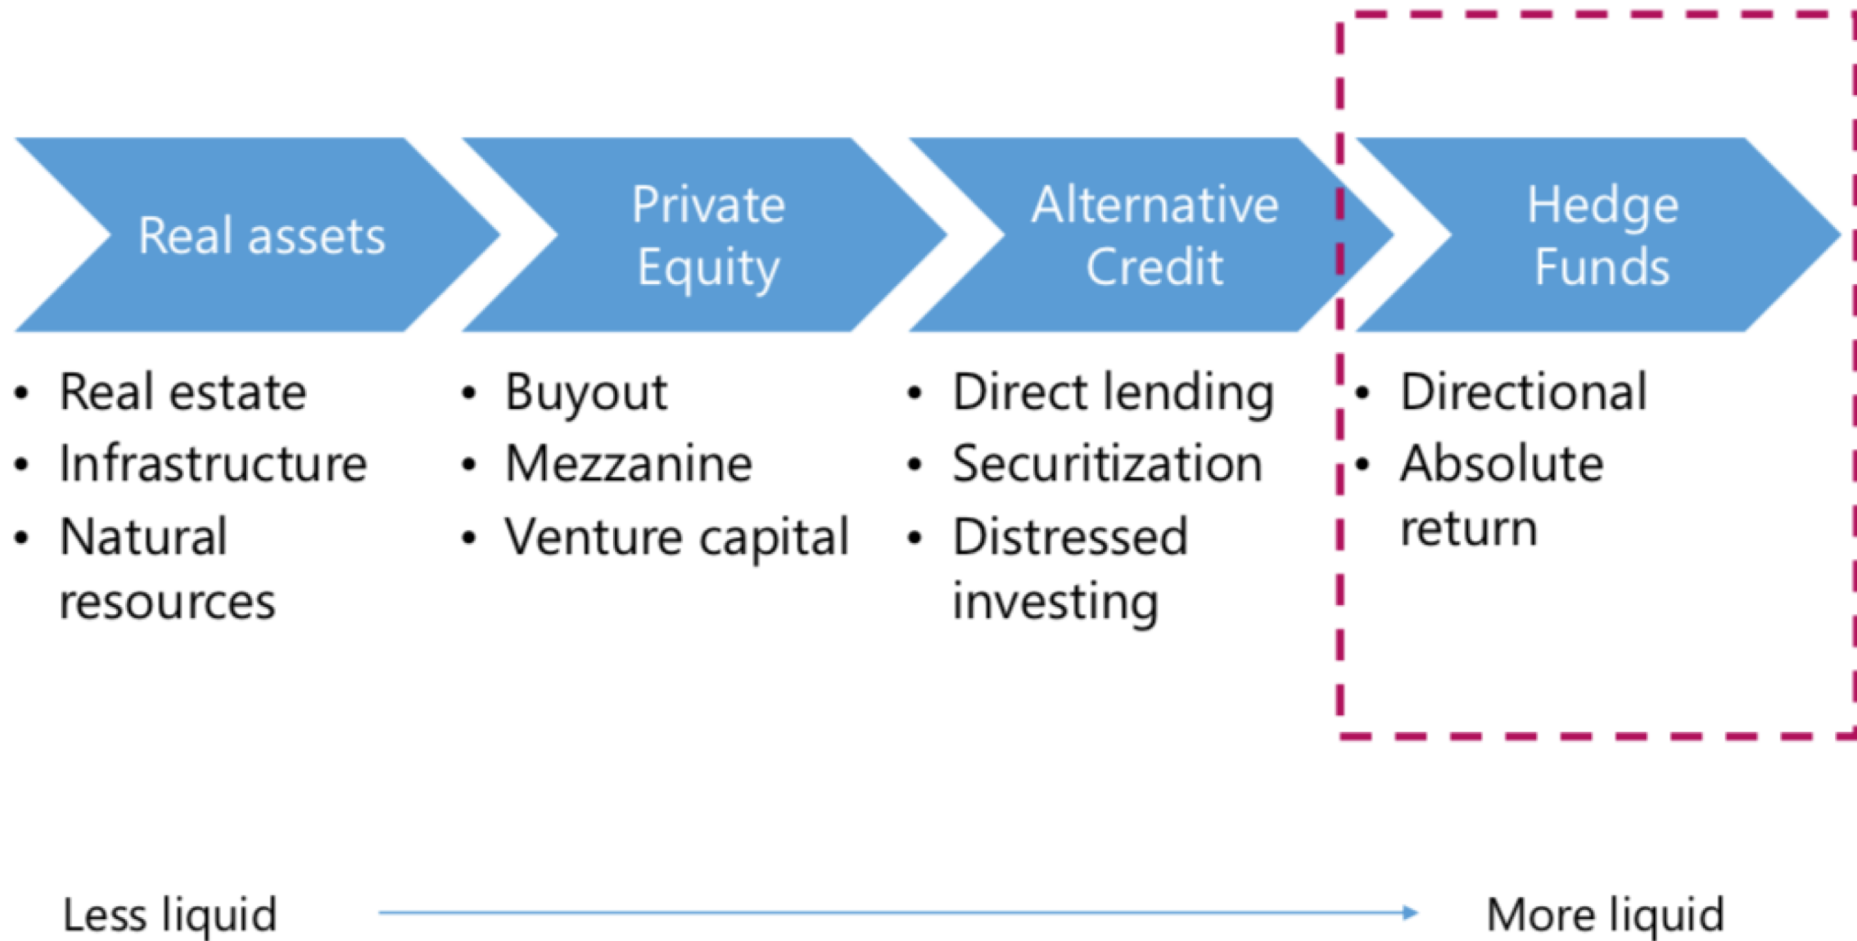 Real assets
Private
Equity
Alternative
Credit
Hedge
Funds
• Real estate
• Infrastructure
• Natural
resources
• Buyout
• Mezzanine
• Venture capital
• Direct lending
• Securitization
• Distressed
investing
• Directional
• Absolute
return
Less liquid
More liquid